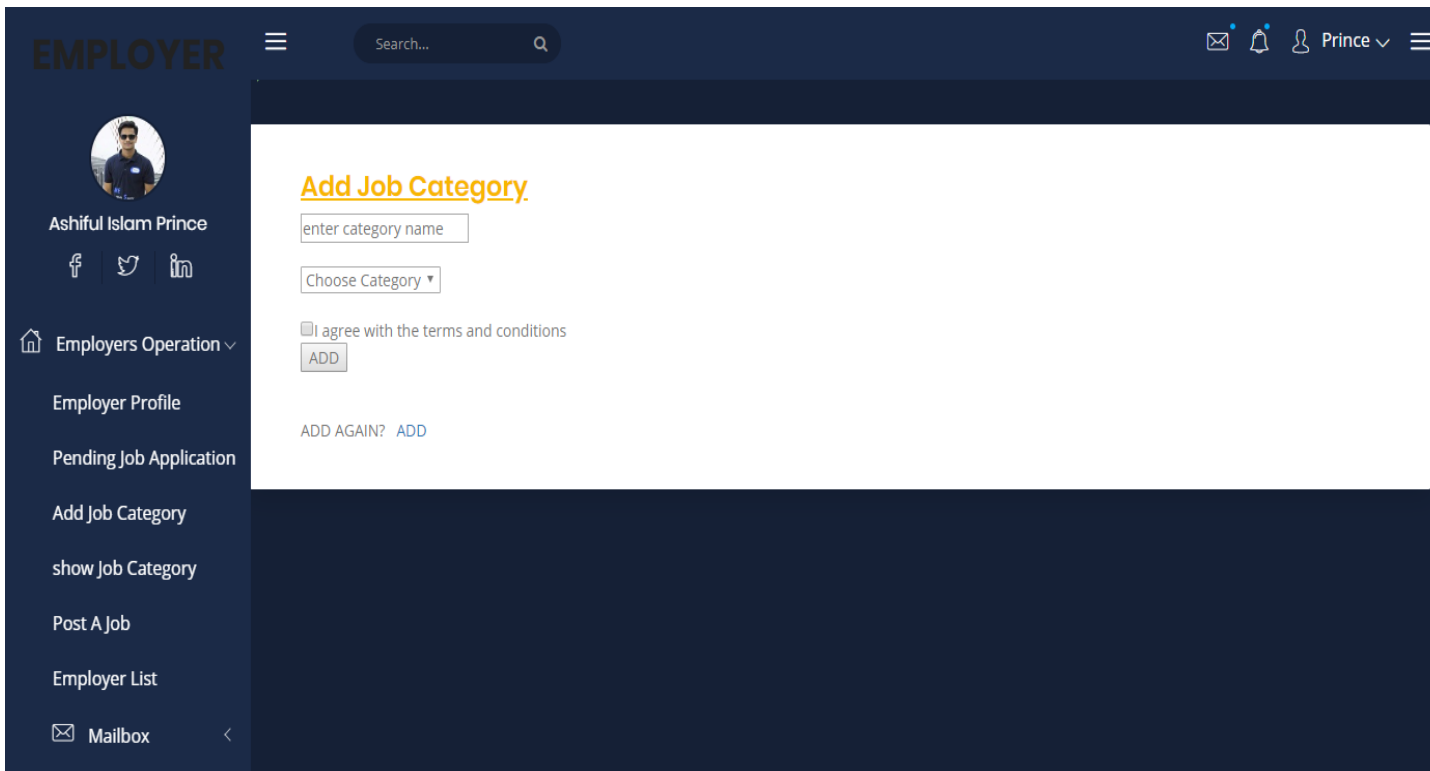 EMPLOYER
Search...
Prince
Ashiful Islam Prince
Employers Operation
Employer Profile
Pending Job Application
Add Job Category
show Job Category
Post A Job
Employer List
Mailbox
Add Job Category
enter category name
Choose Category
I agree with the terms and conditions
ADD
ADD AGAIN? ADD